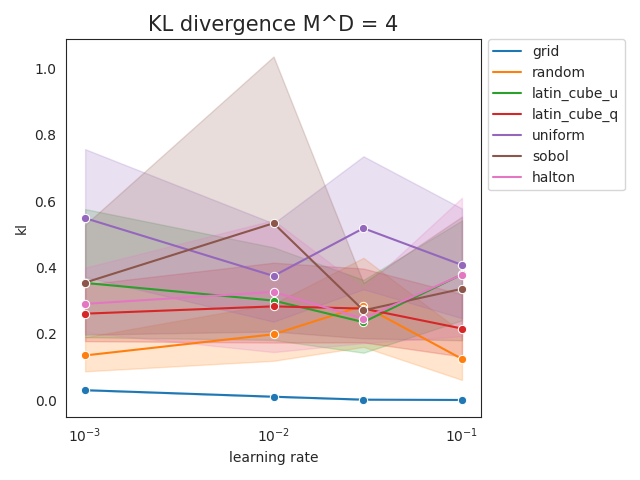 KL divergence M^D = 4
grid
random
latin_cube_u
latin_cube_q
uniform
sobol
halton
1.0
0.8
0.6
0.4
0.2
0.0
kl
10⁻³ 10⁻² 10⁻¹
learning rate